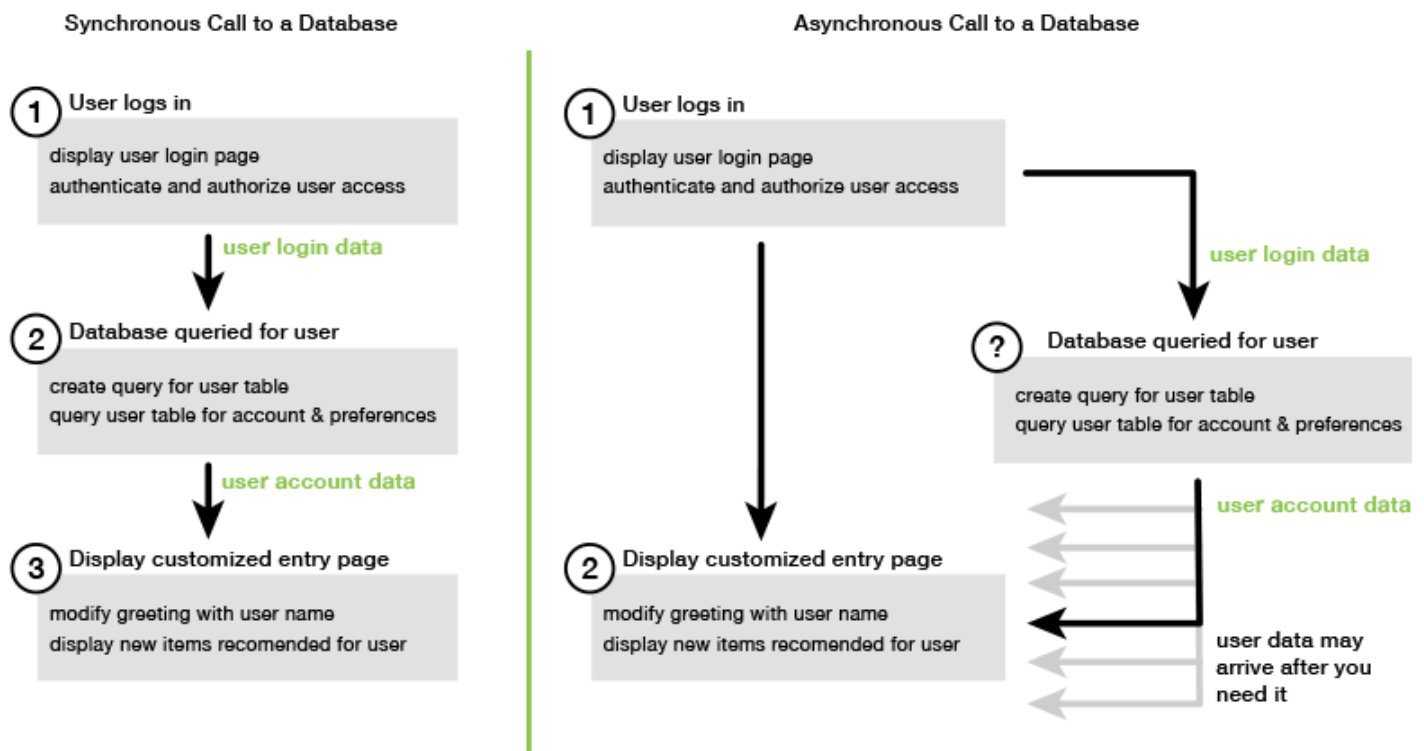 Synchronous Call to a Database
1
User logs in
display user login page
authenticate and authorize user access
user login data
2
Database queried for user
create query for user table
query user table for account & preferences
user account data
3
Display customized entry page
modify greeting with user name
display new items recomended for user
Asynchronous Call to a Database
1
User logs in
display user login page
authenticate and authorize user access
user login data
?
Database queried for user
create query for user table
query user table for account & preferences
user account data
2
Display customized entry page
modify greeting with user name
display new items recomended for user
user data may
arrive after you
need it